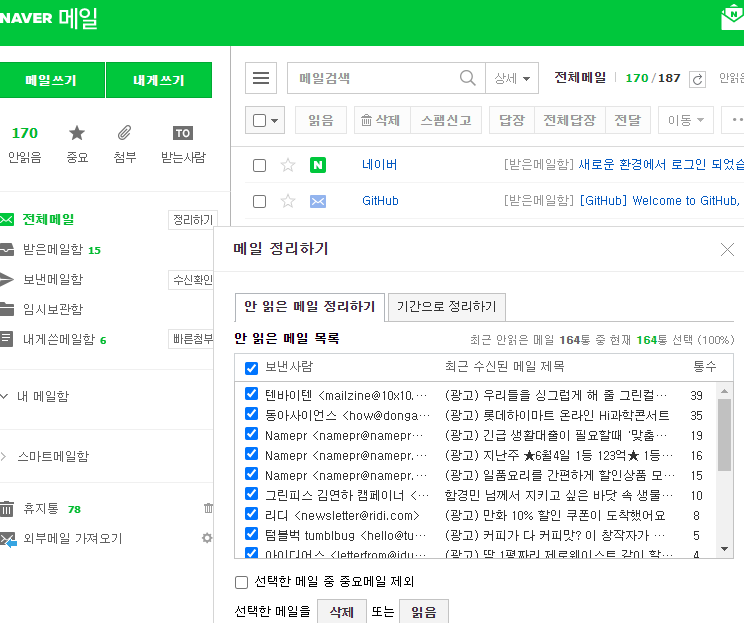 NAVER 메일
메일쓰기 내게쓰기
메일검색 상세 전체메일 170/187 안읽은
읽음 삭제 스팸신고 답장 전체답장 전달 이동
170 TO
안읽음 중요 첨부 받는사람
N 네이버 [받은메일함] 새로운 환경에서 로그인 되었습
GitHub [받은메일함] [GitHub] Welcome to GitHub,
전체메일 정리하기
받은메일함 15
보낸메일함 수신확인
임시보관함
내게쓴메일함 6 빠른첨부
내 메일함
스마트메일함
휴지통 78
외부메일 가져오기
메일 정리하기
안 읽은 메일 정리하기 기간으로 정리하기
안 읽은 메일 목록 최근 안읽은 메일 164통 중 현재 164통 선택 (100%)
보낸사람 최근 수신된 메일 제목 통수
텐바이텐 <mailzine@10x10.… (광고) 우리들을 싱그럽게 해 줄 그린컬… 39
동아사이언스 <how@donga… (광고) 롯데하이마트 온라인 Hi과학콘서트 35
Namepr <namepr@namepr… (광고) 긴급 생활대출이 필요할때 '맞춤… 19
Namepr <namepr@namepr… (광고) 지난주 ★6월4일 1등 123억★ 1등… 16
Namepr <namepr@namepr… (광고) 일품요리를 간편하게 할인상품 모… 15
그린피스 김연하 캠페이너 <… 함경민 님께서 지키고 싶은 바닷 속 생물… 10
리디 <newsletter@ridi.com> (광고) 만화 10% 할인 쿠폰이 도착했어요 8
텀블벅 tumblbug <hello@tu… (광고) 커피가 다 커피맛? 이 창작자가 … 5
아이디어스 <letterfrom@idu… (광고) 딱 1평짜리 제로웨이스트 같이 할… 4
선택한 메일 중 중요메일 제외
선택한 메일을 삭제 또는 읽음